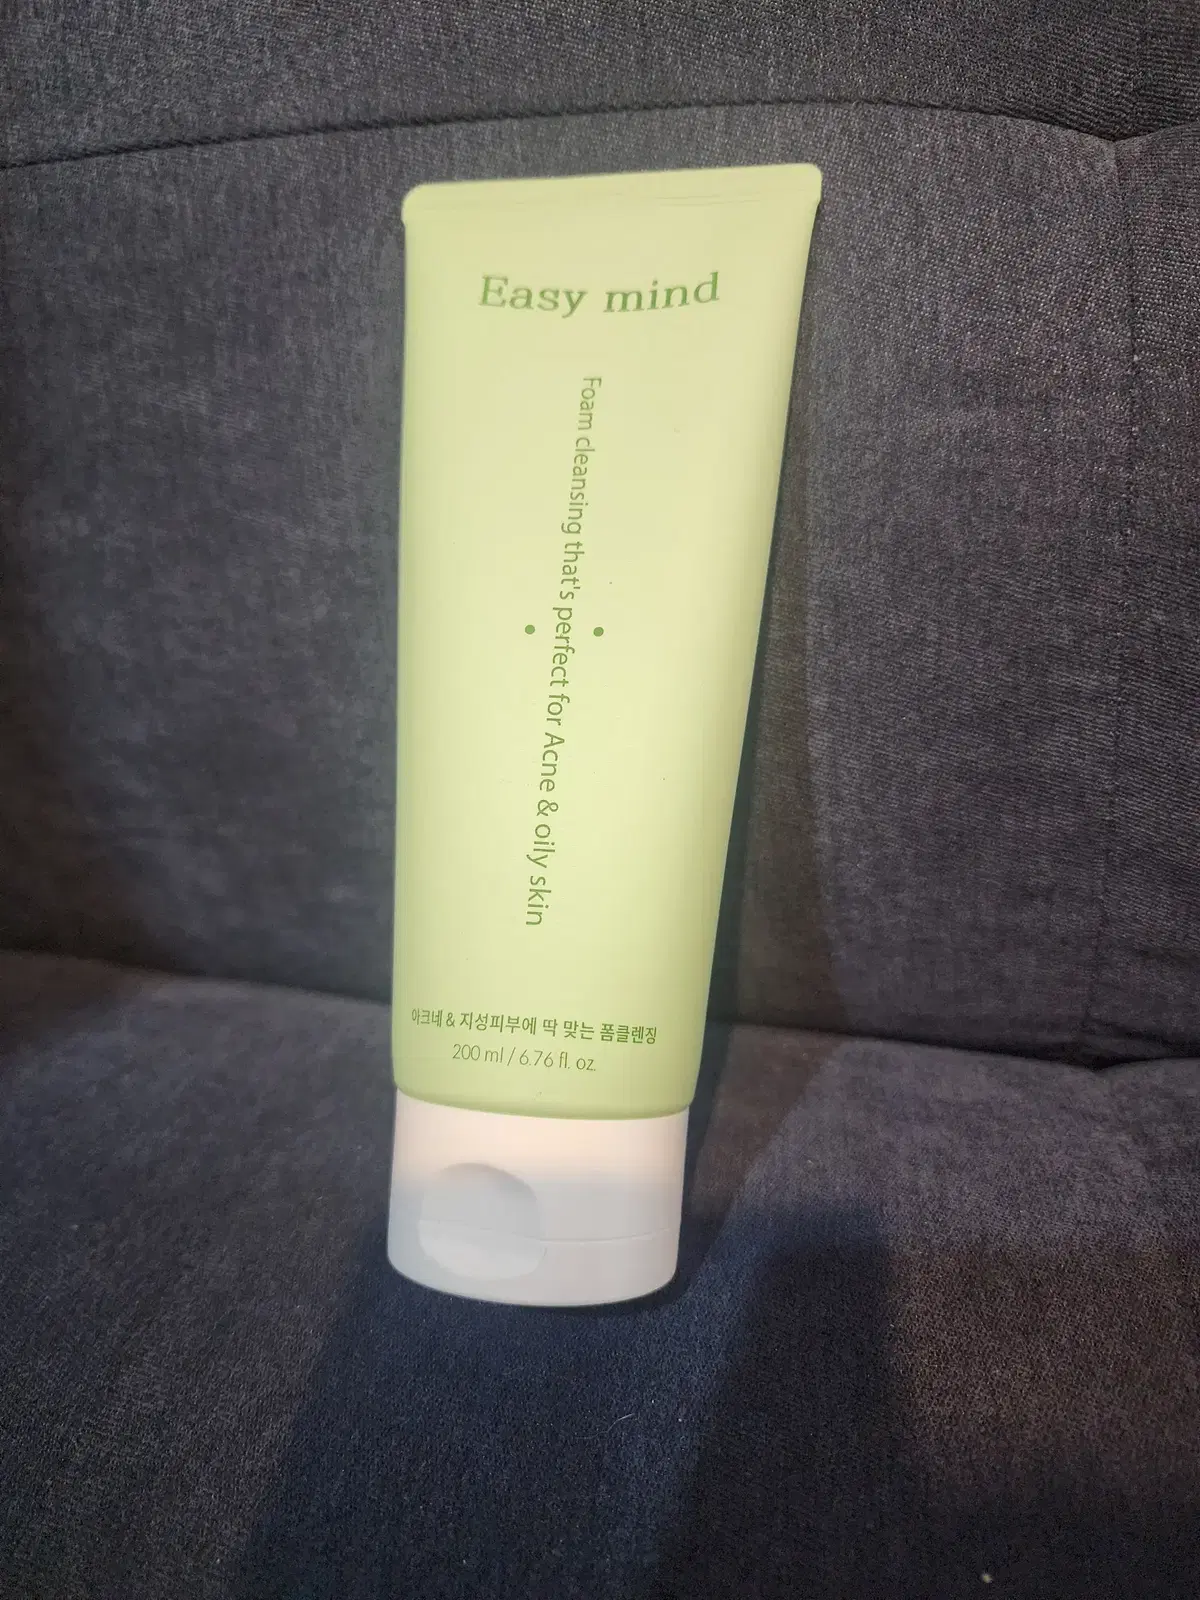 Easy mind
Foam cleansing that's perfect for Acne & oily skin
아크네 & 지성피부에 딱 맞는 폼클렌징
200 ml / 6.76 fl. oz.